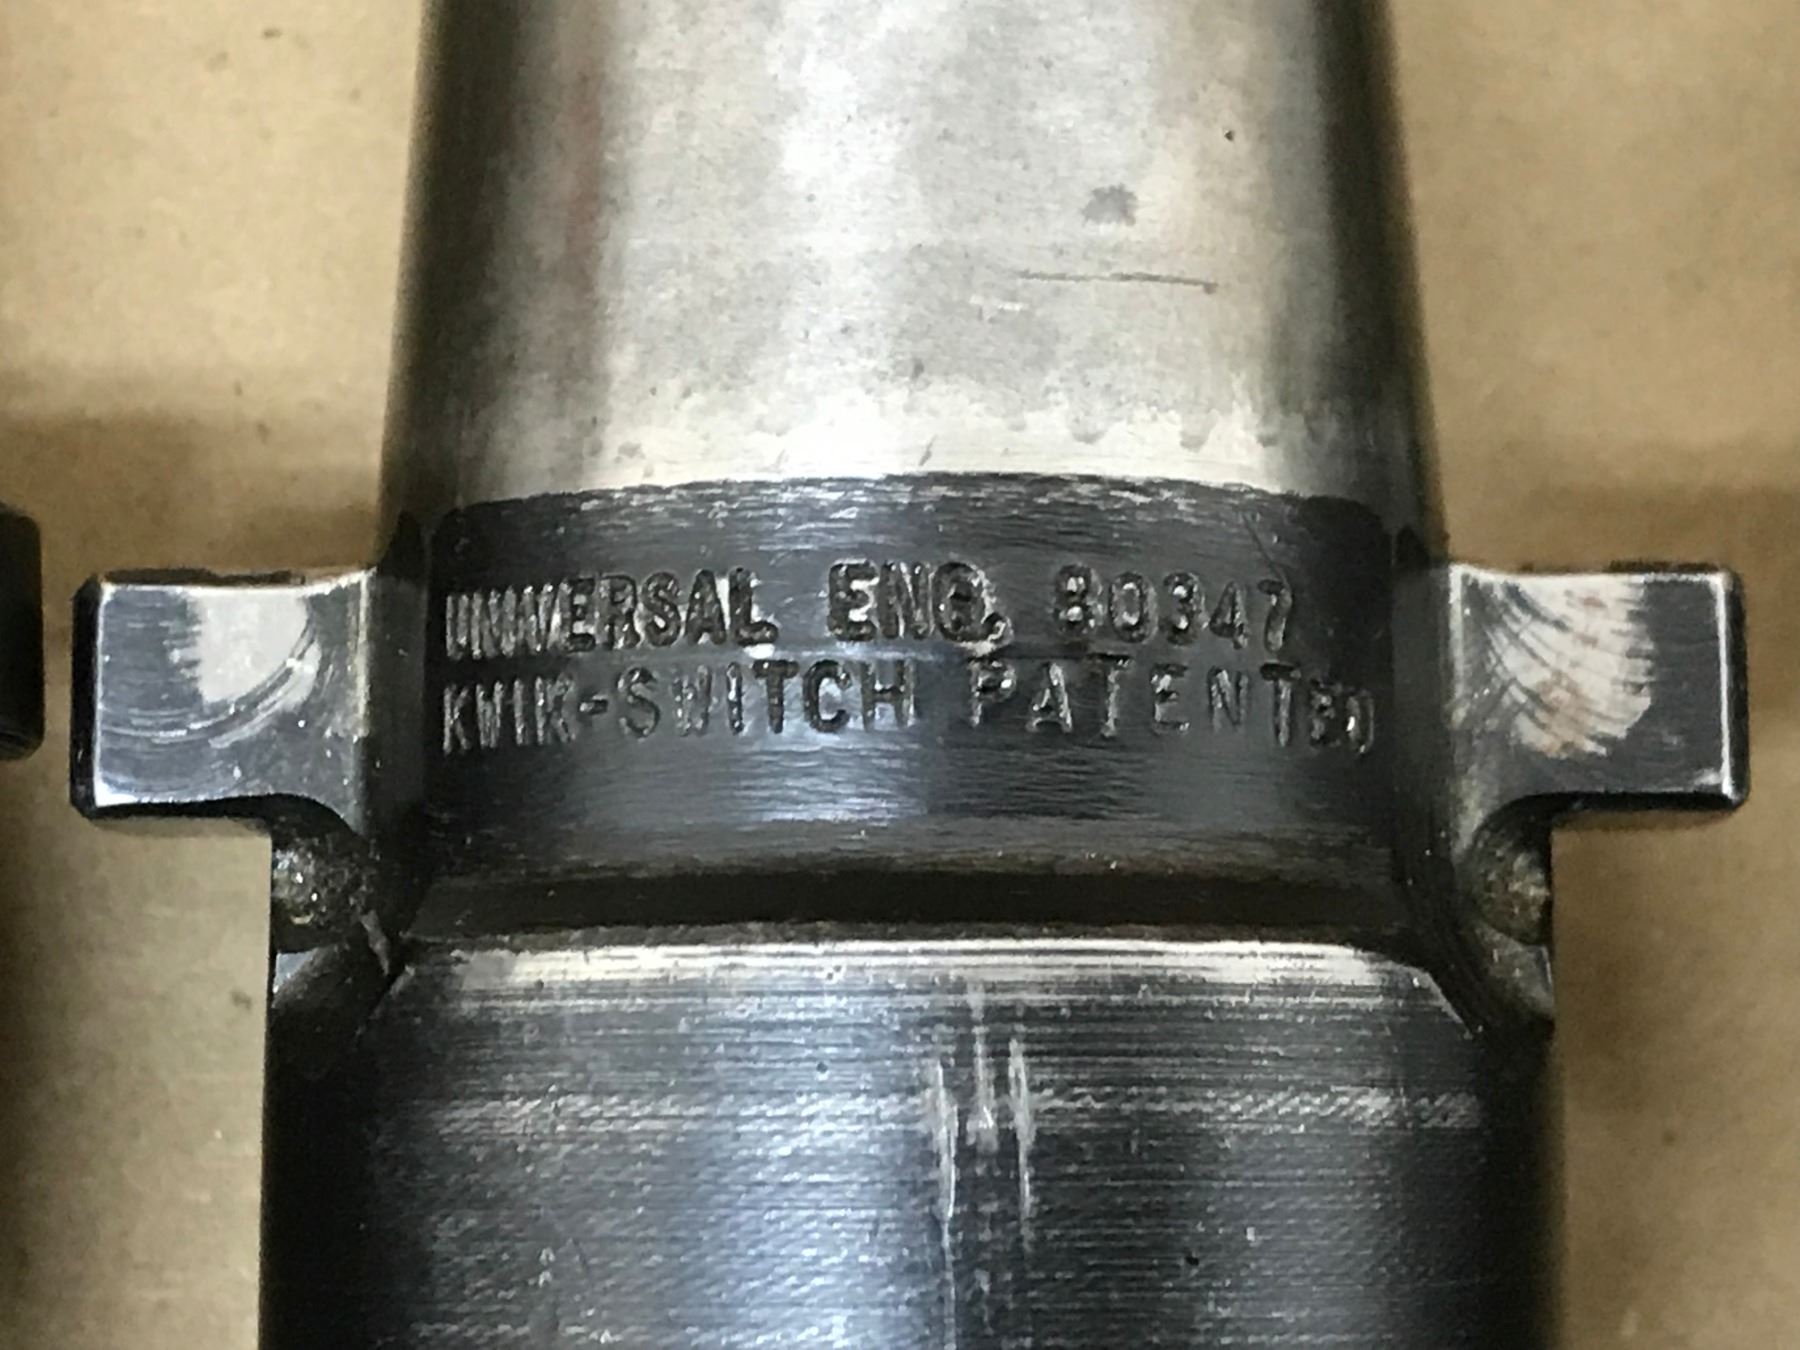 UNIVERSAL ENG. 80347
KWIK-SWITCH PATENTED